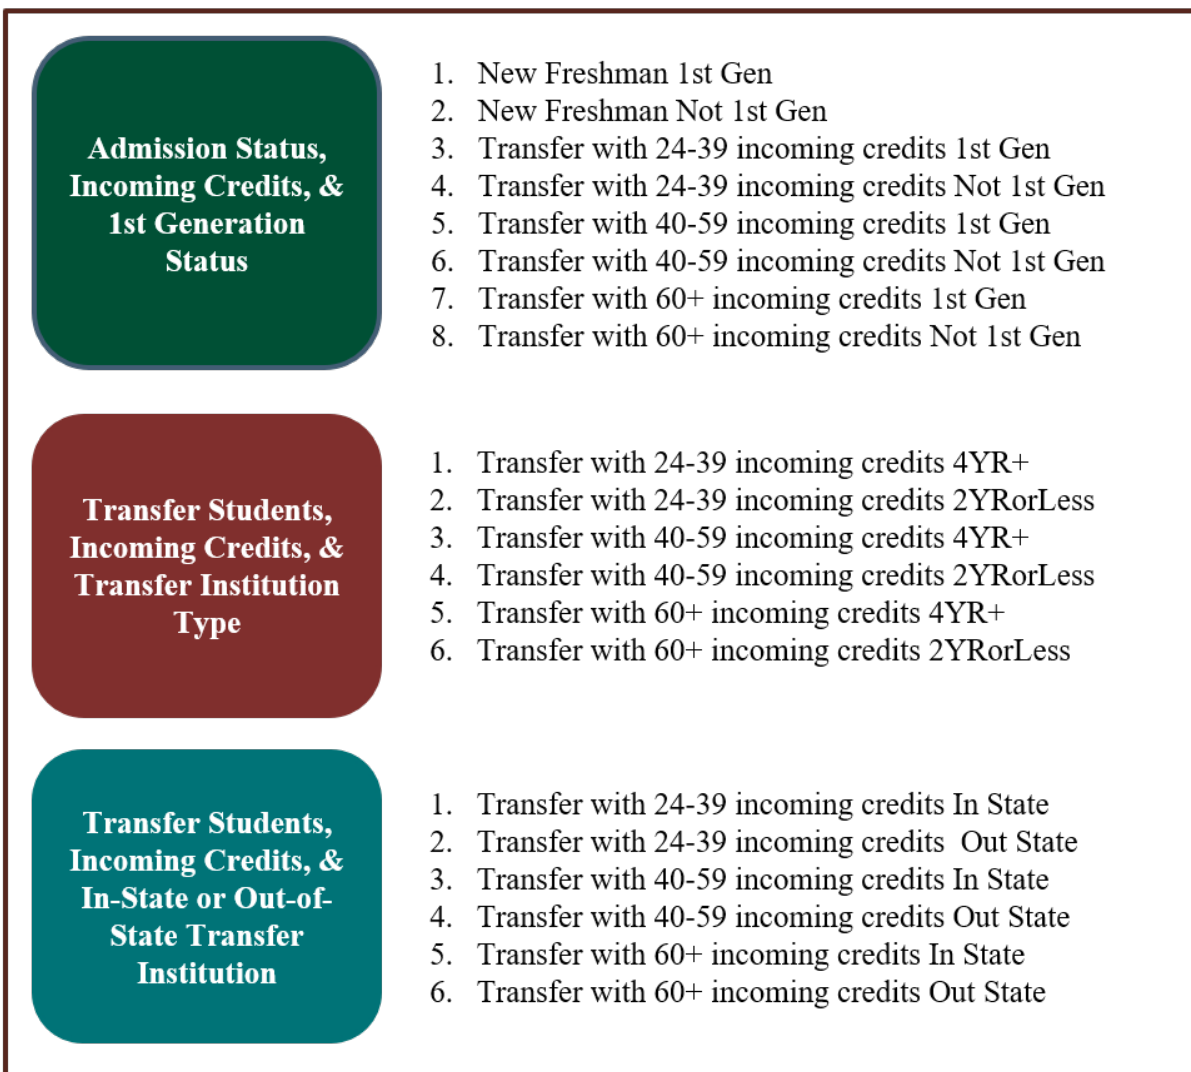 Admission Status,
Incoming Credits, &
1st Generation
Status
1. New Freshman 1st Gen
2. New Freshman Not 1st Gen
3. Transfer with 24-39 incoming credits 1st Gen
4. Transfer with 24-39 incoming credits Not 1st Gen
5. Transfer with 40-59 incoming credits 1st Gen
6. Transfer with 40-59 incoming credits Not 1st Gen
7. Transfer with 60+ incoming credits 1st Gen
8. Transfer with 60+ incoming credits Not 1st Gen
Transfer Students,
Incoming Credits, &
Transfer Institution
Type
1. Transfer with 24-39 incoming credits 4YR+
2. Transfer with 24-39 incoming credits 2YRorLess
3. Transfer with 40-59 incoming credits 4YR+
4. Transfer with 40-59 incoming credits 2YRorLess
5. Transfer with 60+ incoming credits 4YR+
6. Transfer with 60+ incoming credits 2YRorLess
Transfer Students,
Incoming Credits, &
In-State or Out-of-
State Transfer
Institution
1. Transfer with 24-39 incoming credits In State
2. Transfer with 24-39 incoming credits  Out State
3. Transfer with 40-59 incoming credits In State
4. Transfer with 40-59 incoming credits Out State
5. Transfer with 60+ incoming credits In State
6. Transfer with 60+ incoming credits Out State